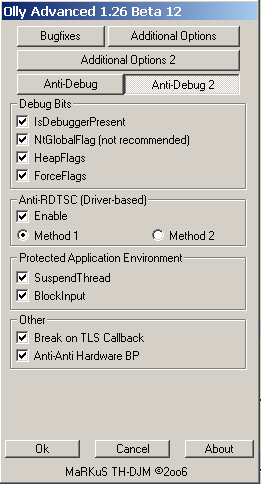 Olly Advanced 1.26 Beta 12
Bugfixes Additional Options
Additional Options 2
Anti-Debug Anti-Debug 2
Debug Bits
IsDebuggerPresent
NtGlobalFlag (not recommended)
HeapFlags
ForceFlags
Anti-RDTSC (Driver-based)
Enable
Method 1 Method 2
Protected Application Environment
SuspendThread
BlockInput
Other
Break on TLS Callback
Anti-Anti Hardware BP
Ok Cancel About
MaRKuS TH-DJM ©2oo6